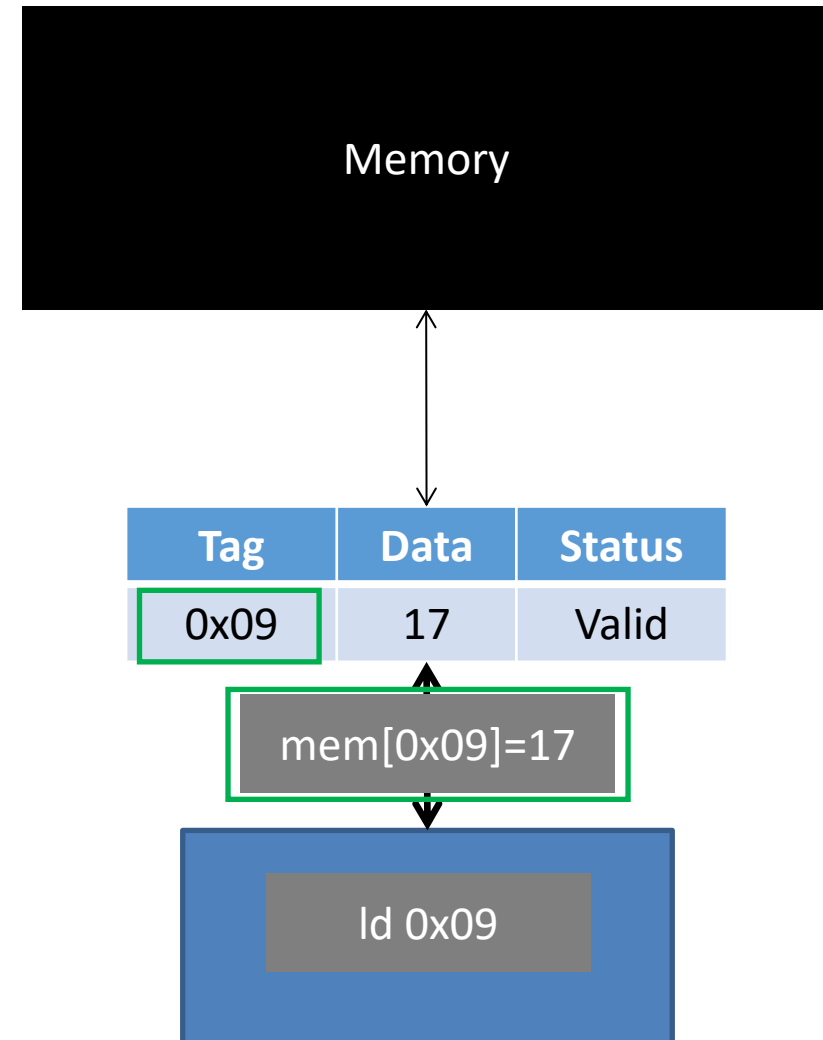 Memory
Tag Data Status
0x09 17 Valid
mem[0x09]=17
ld 0x09